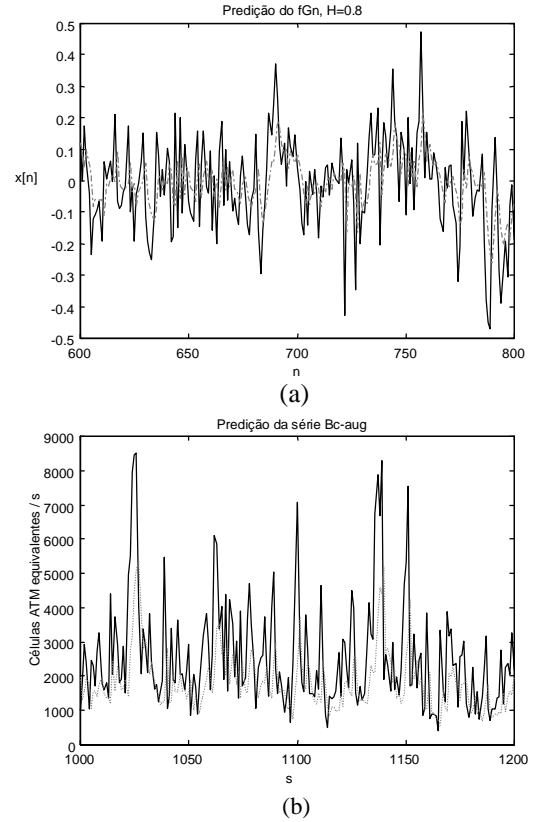 Predição do fGn, H=0.8
0.5
0.4
0.3
0.2
0.1
x[n]
0
-0.1
-0.2
-0.3
-0.4
-0.5
600 650 700 750 800
n
(a)
Predição da série Bc-aug
9000
8000
7000
6000
5000
4000
3000
2000
1000
0
Células ATM equivalentes / s
1000 1050 1100 1150 1200
s
(b)